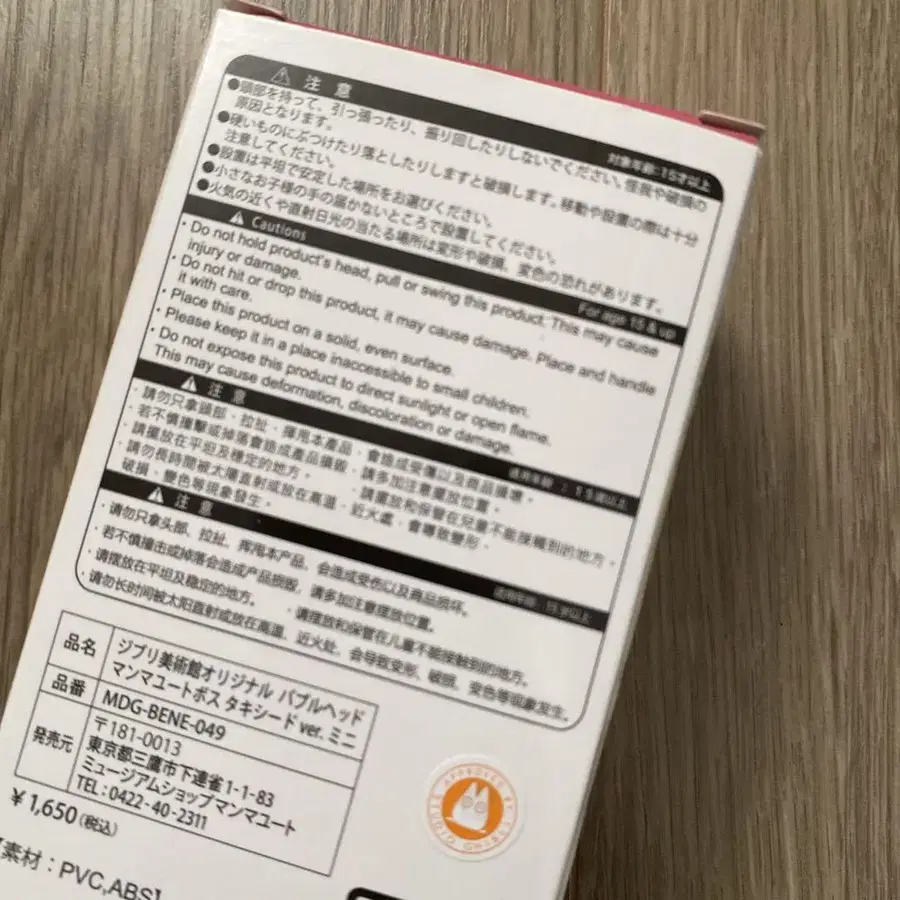 注意
対象年齢:15才以上
●頭部を持って、引っ張ったり、振り回したりしないでください。怪我や破損の
原因となります。
●硬いものにぶつけたり落としたりしますと破損します。移動や設置の際は十分
注意してください。
●設置は平坦で安定した場所をお選びください。
●小さなお子様の手の届かないところで設置してください。
●火気の近くや直射日光の当たる場所は変形や破損、変色の恐れがあります。
Cautions
For age 15 & up
・Do not hold product's head, pull or swing this product. This may cause
injury or damage.
・Do not hit or drop this product, it may cause damage. Place and handle
it with care.
・Place this product on a solid, even surface.
・Please keep it in a place inaccessible to small children.
・Do not expose this product to direct sunlight or open flame.
This may cause deformation, discoloration or damage.
注意
適用年齡 : 15歲以上
・請勿只拿頭部、拉扯、揮甩本產品,會造成受傷以及商品損壞。
・若不慎撞擊或掉落會造成產品損毀,請多加注意擺放位置。
・請擺放在平坦及穩定的地方。 ・請擺放和保管在兒童不能接觸到的地方。
・請勿長時間被太陽直射或放在高溫、近火處,會導致變形、
破損、變色等現象發生。
注意
适用年龄:15岁以上
・请勿只拿头部、拉扯、挥甩本产品,会造成受伤以及商品损坏。
・若不慎撞击或掉落会造成产品损毁,请多加注意摆放位置。
・请摆放在平坦及稳定的地方。 ・请摆放和保管在儿童不能接触到的地方。
・请勿长时间被太阳直射或放在高温、近火处,会导致变形、破损、变色等现象发生。
品名 ジブリ美術館オリジナル バブルヘッド
マンマユートボス タキシード ver. ミニ
品番 MDG-BENE-049
発売元 〒181-0013
東京都三鷹市下連雀1-1-83
ミュージアムショップマンマユート
TEL:0422-40-2311
¥1,650(税込)
【素材:PVC,ABS】
APPROVED BY STUDIO GHIBLI